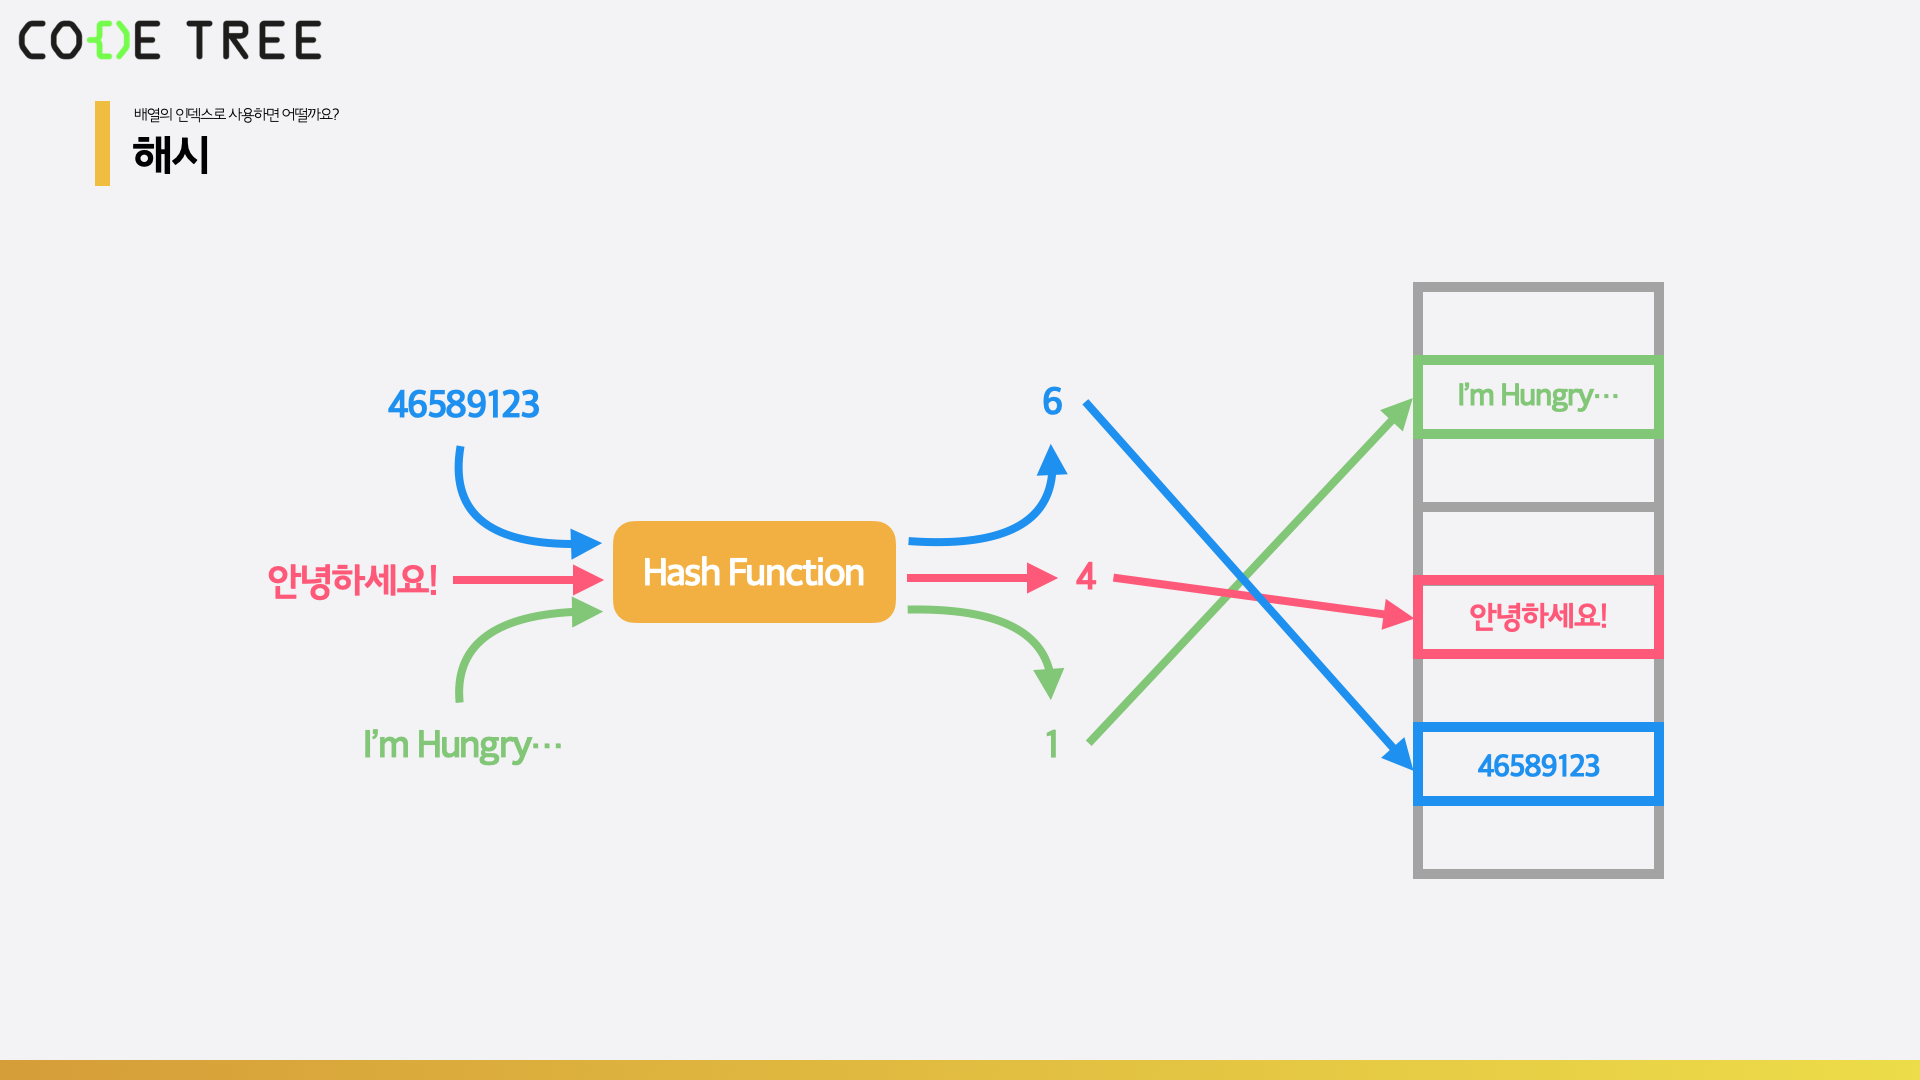 CODE TREE
배열의 인덱스로 사용하면 어떨까요?
해시
46589123
안녕하세요!
I'm Hungry…
Hash Function
6
4
1
I'm Hungry…
안녕하세요!
46589123